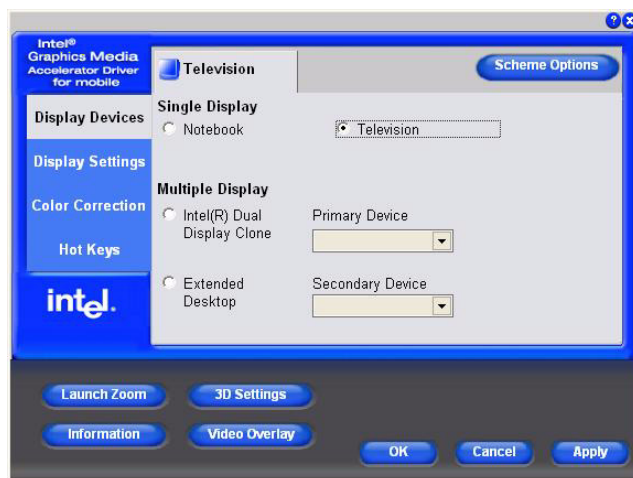 Intel®
Graphics Media
Accelerator Driver
for mobile
Television
Scheme Options
Display Devices
Display Settings
Color Correction
Hot Keys
intel.
Single Display
Notebook
Television
Multiple Display
Intel(R) Dual
Display Clone
Primary Device
Extended
Desktop
Secondary Device
Launch Zoom
3D Settings
Information
Video Overlay
OK
Cancel
Apply